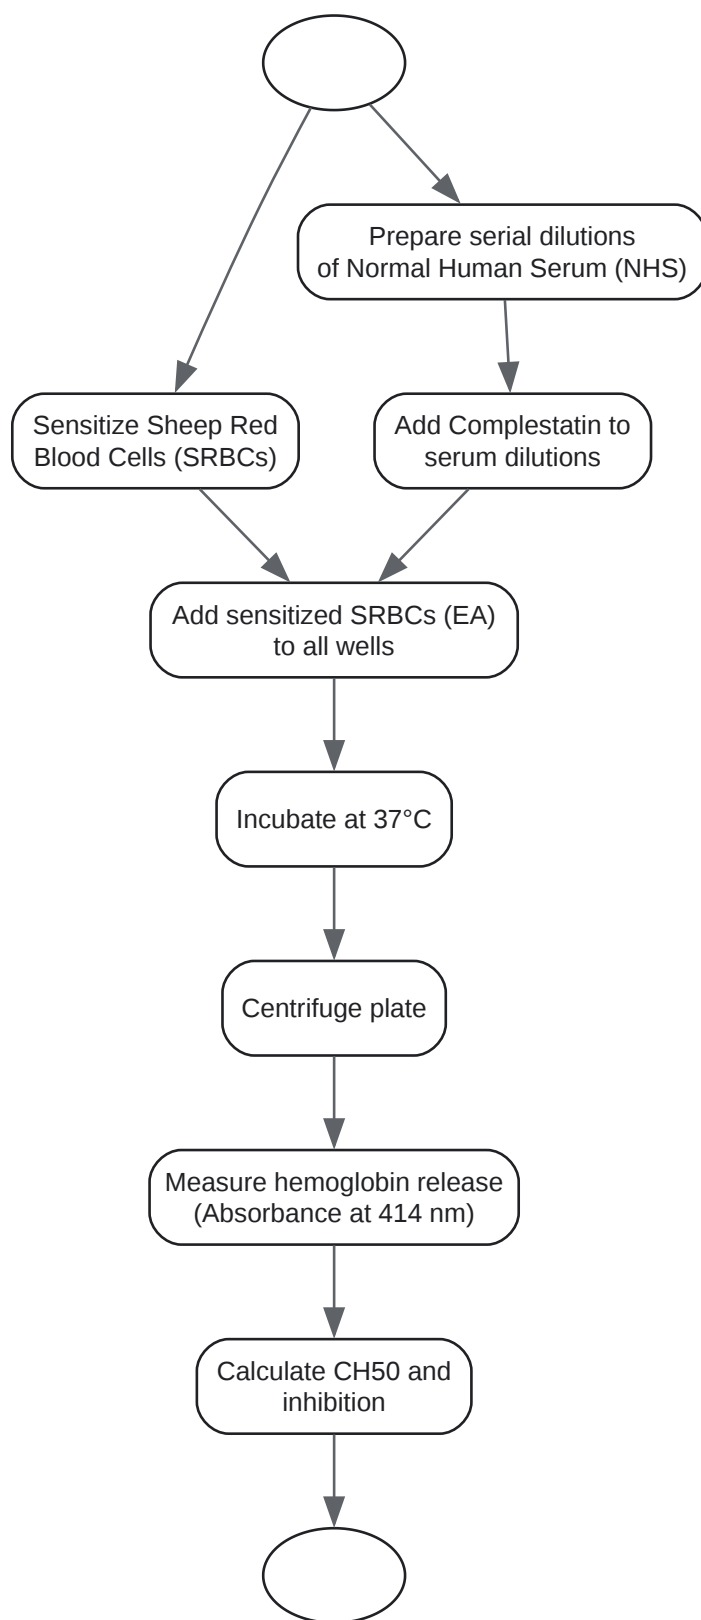 Prepare serial dilutions
of Normal Human Serum (NHS)
Sensitize Sheep Red
Blood Cells (SRBCs)
Add Complestatin to
serum dilutions
Add sensitized SRBCs (EA)
to all wells
Incubate at 37°C
Centrifuge plate
Measure hemoglobin release
(Absorbance at 414 nm)
Calculate CH50 and
inhibition